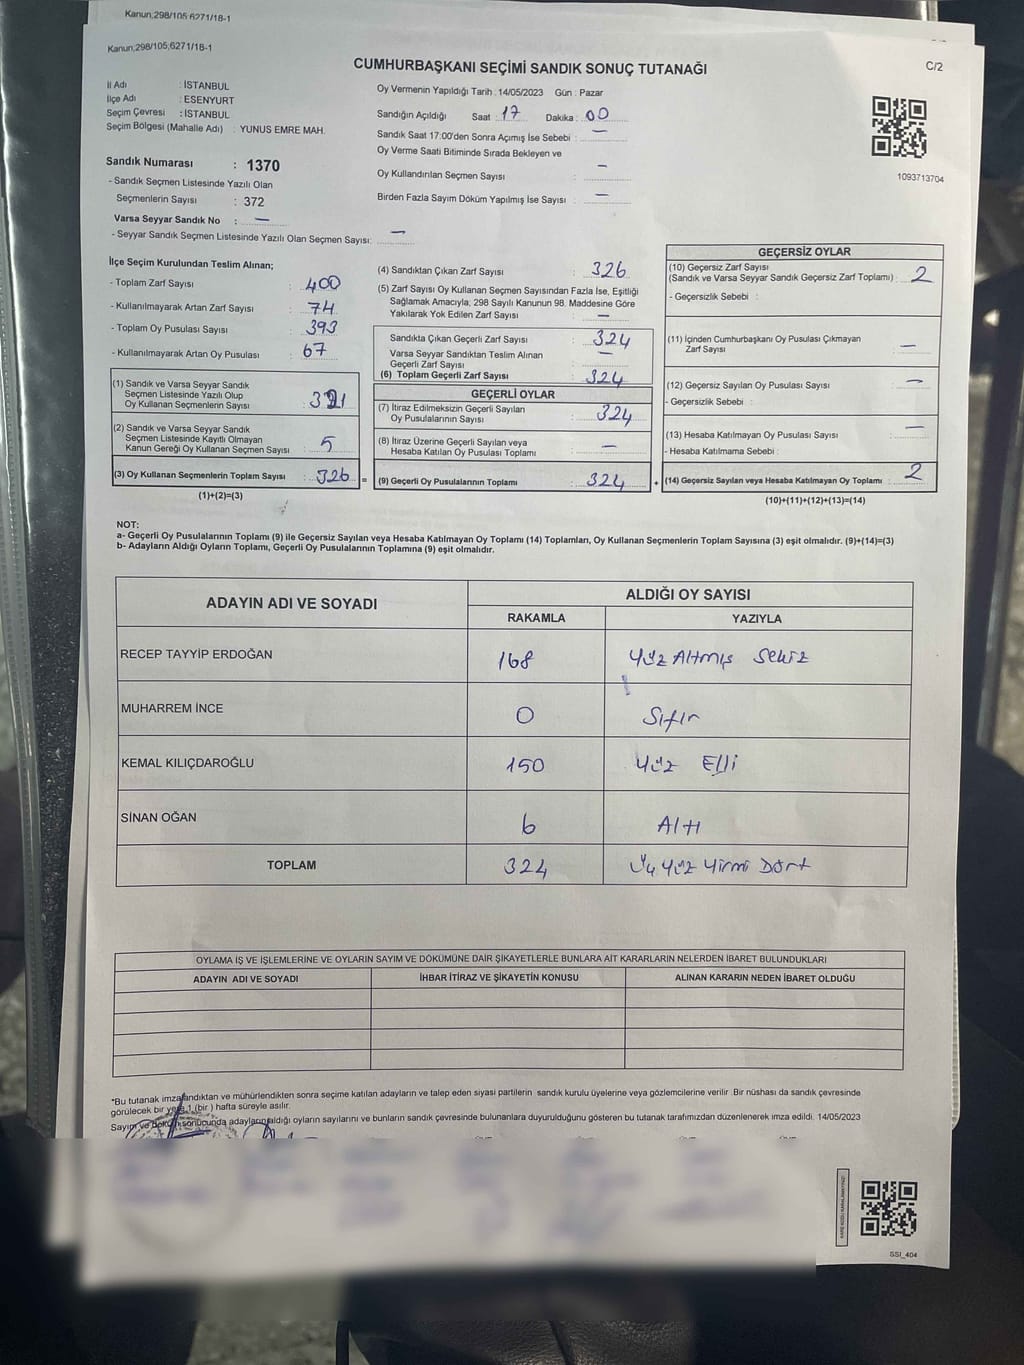 Kanun;298/105;6271/18-1
Kanun;298/105;6271/18-1
C/2
CUMHURBAŞKANI SEÇİMİ SANDIK SONUÇ TUTANAĞI
İl Adı : İSTANBUL
İlçe Adı : ESENYURT
Seçim Çevresi : İSTANBUL
Seçim Bölgesi (Mahalle Adı) : YUNUS EMRE MAH.
Oy Vermenin Yapıldığı Tarih : 14/05/2023 Gün : Pazar
Sandığın Açıldığı Saat : 17 Dakika : 00
Sandık Saat 17:00'den Sonra Açımış İse Sebebi : —
Oy Verme Saati Bitiminde Sırada Bekleyen ve
Oy Kullandırılan Seçmen Sayısı : —
Birden Fazla Sayım Döküm Yapılmış İse Sayısı : —
1093713704
Sandık Numarası : 1370
- Sandık Seçmen Listesinde Yazılı Olan
Seçmenlerin Sayısı : 372
Varsa Seyyar Sandık No : —
- Seyyar Sandık Seçmen Listesinde Yazılı Olan Seçmen Sayısı: —
İlçe Seçim Kurulundan Teslim Alınan;
- Toplam Zarf Sayısı : 400
- Kullanılmayarak Artan Zarf Sayısı : 74
- Toplam Oy Pusulası Sayısı : 393
- Kullanılmayarak Artan Oy Pusulası : 67
(1) Sandık ve Varsa Seyyar Sandık
Seçmen Listesinde Yazılı Olup
Oy Kullanan Seçmenlerin Sayısı : 321
(2) Sandık ve Varsa Seyyar Sandık
Seçmen Listesinde Kayıtlı Olmayan
Kanun Gereği Oy Kullanan Seçmen Sayısı : 5
(3) Oy Kullanan Seçmenlerin Toplam Sayısı : 326 =
(1)+(2)=(3)
(4) Sandıktan Çıkan Zarf Sayısı : 326
(5) Zarf Sayısı Oy Kullanan Seçmen Sayısından Fazla İse, Eşitliği
Sağlamak Amacıyla; 298 Sayılı Kanunun 98. Maddesine Göre
Yakılarak Yok Edilen Zarf Sayısı : —
Sandıkta Çıkan Geçerli Zarf Sayısı : 324
Varsa Seyyar Sandıktan Teslim Alınan
Geçerli Zarf Sayısı : —
(6) Toplam Geçerli Zarf Sayısı : 324
GEÇERLİ OYLAR
(7) İtiraz Edilmeksizin Geçerli Sayılan
Oy Pusulalarının Sayısı : 324
(8) İtiraz Üzerine Geçerli Sayılan veya
Hesaba Katılan Oy Pusulası Toplamı : —
(9) Geçerli Oy Pusulalarının Toplamı : 324 +
GEÇERSİZ OYLAR
(10) Geçersiz Zarf Sayısı
(Sandık ve Varsa Seyyar Sandık Geçersiz Zarf Toplamı) : 2
- Geçersizlik Sebebi :
(11) İçinden Cumhurbaşkanı Oy Pusulası Çıkmayan
Zarf Sayısı : —
(12) Geçersiz Sayılan Oy Pusulası Sayısı : —
- Geçersizlik Sebebi :
(13) Hesaba Katılmayan Oy Pusulası Sayısı : —
- Hesaba Katılmama Sebebi :
(14) Geçersiz Sayılan veya Hesaba Katılmayan Oy Toplamı : 2
(10)+(11)+(12)+(13)=(14)
NOT:
a- Geçerli Oy Pusulalarının Toplamı (9) ile Geçersiz Sayılan veya Hesaba Katılmayan Oy Toplamı (14) Toplamları, Oy Kullanan Seçmenlerin Toplam Sayısına (3) eşit olmalıdır. (9)+(14)=(3)
b- Adayların Aldığı Oyların Toplamı, Geçerli Oy Pusulalarının Toplamına (9) eşit olmalıdır.
ADAYIN ADI VE SOYADI
ALDIĞI OY SAYISI
RAKAMLA YAZIYLA
RECEP TAYYİP ERDOĞAN 168 Yüz Altmış Sekiz
MUHARREM İNCE 0 Sıfır
KEMAL KILIÇDAROĞLU 150 Yüz Elli
SİNAN OĞAN 6 Altı
TOPLAM 324 Üç Yüz Yirmi Dört
OYLAMA İŞ VE İŞLEMLERİNE VE OYLARIN SAYIM VE DÖKÜMÜNE DAİR ŞİKAYETLERLE BUNLARA AİT KARARLARIN NELERDEN İBARET BULUNDUKLARI
ADAYIN ADI VE SOYADI İHBAR İTİRAZ VE ŞİKAYETİN KONUSU ALINAN KARARIN NEDEN İBARET OLDUĞU
*Bu tutanak imzalandıktan ve mühürlendikten sonra seçime katılan adayların ve talep eden siyasi partilerin sandık kurulu üyelerine veya gözlemcilerine verilir. Bir nüshası da sandık çevresinde
görülecek bir yere 1 (bir ) hafta süreyle asılır.
Sayım ve döküm sonucunda adayların aldığı oyların sayılarını ve bunların sandık çevresinde bulunanlara duyurulduğunu gösteren bu tutanak tarafımızdan düzenlenerek imza edildi. 14/05/2023
SSI_404